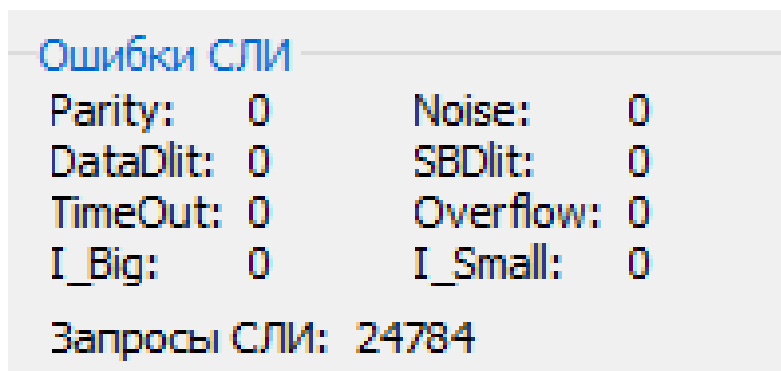 Ошибки СЛИ
Parity: 0 Noise: 0
DataDlit: 0 SBDlit: 0
TimeOut: 0 Overflow: 0
I_Big: 0 I_Small: 0
Запросы СЛИ: 24784